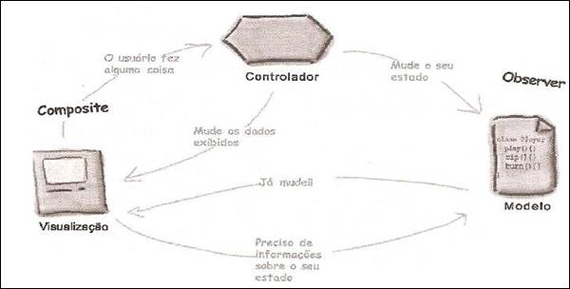 O usuário fez
alguma coisa
Controlador
Mude o seu
estado
Observer
Composite
Mude os dados
exibidos
class Player {
play(){}
rip(){}
burn(){}
}
Já mudei!
Visualização
Modelo
Preciso de
informações
sobre o seu
estado